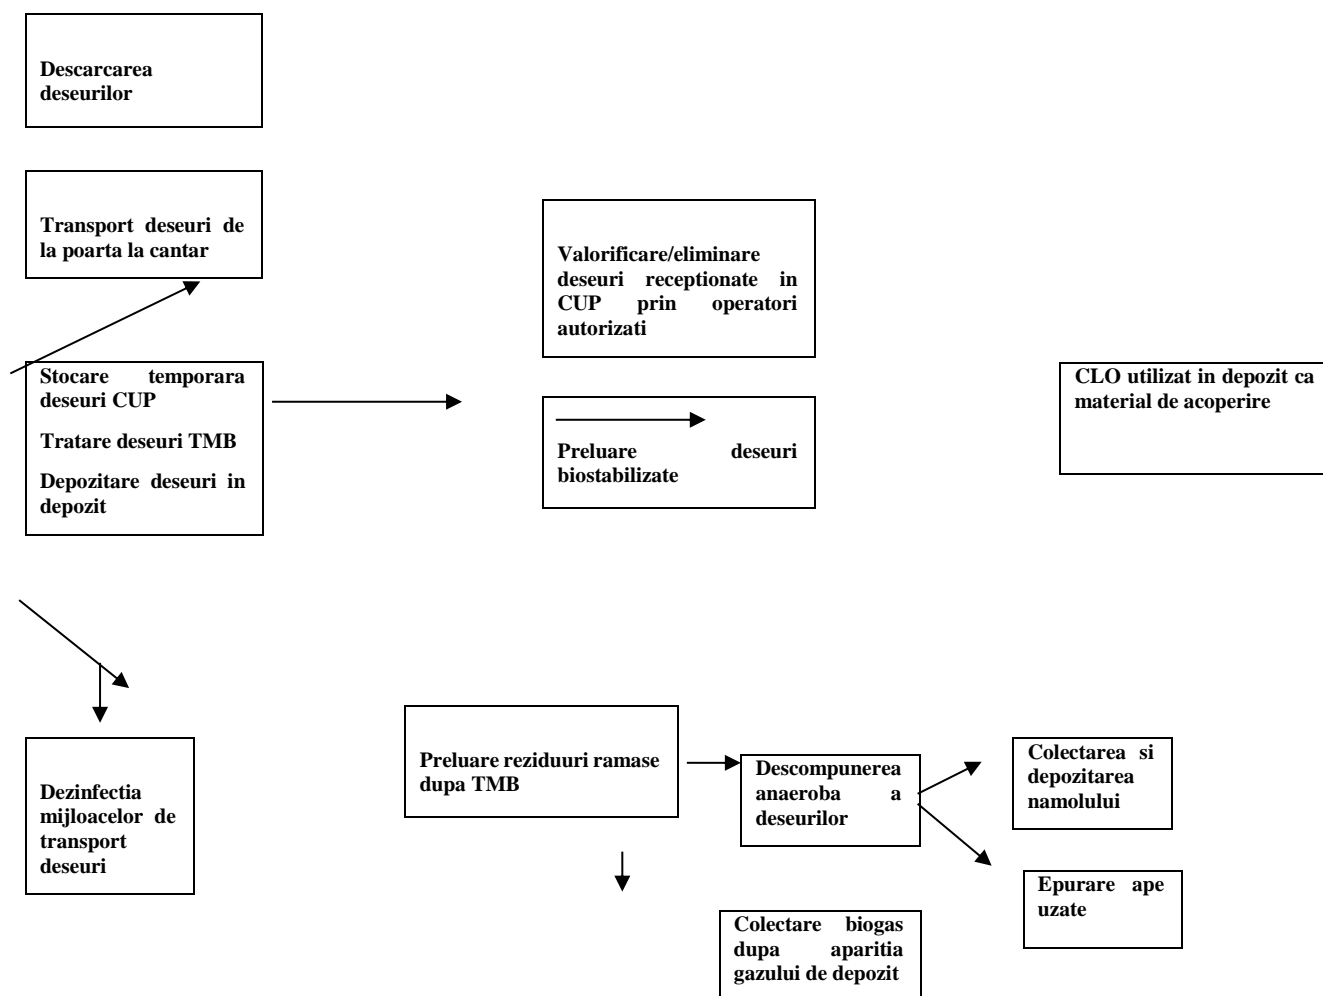 Descarcarea
deseurilor
Transport deseuri de
la poarta la cantar
Valorificare/eliminare
deseuri receptionate in
CUP prin operatori
autorizati
Stocare temporara
deseuri CUP
Tratare deseuri TMB
Depozitare deseuri in
depozit
Preluare deseuri
biostabilizate
CLO utilizat in depozit ca
material de acoperire
Dezinfectia
mijloacelor de
transport
deseuri
Preluare reziduuri ramase
dupa TMB
Descompunerea
anaeroba a
deseurilor
Colectarea si
depozitarea
namolului
Epurare ape
uzate
Colectare biogas
dupa aparitia
gazului de depozit